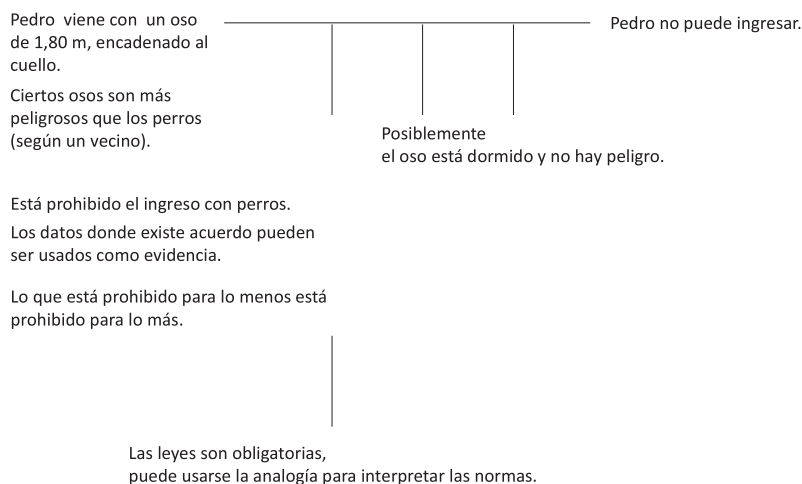 Pedro viene con un oso
de 1,80 m, encadenado al
cuello.
Pedro no puede ingresar.
Ciertos osos son más
peligrosos que los perros
(según un vecino).
Posiblemente
el oso está dormido y no hay peligro.
Está prohibido el ingreso con perros.
Los datos donde existe acuerdo pueden
ser usados como evidencia.
Lo que está prohibido para lo menos está
prohibido para lo más.
Las leyes son obligatorias,
puede usarse la analogía para interpretar las normas.